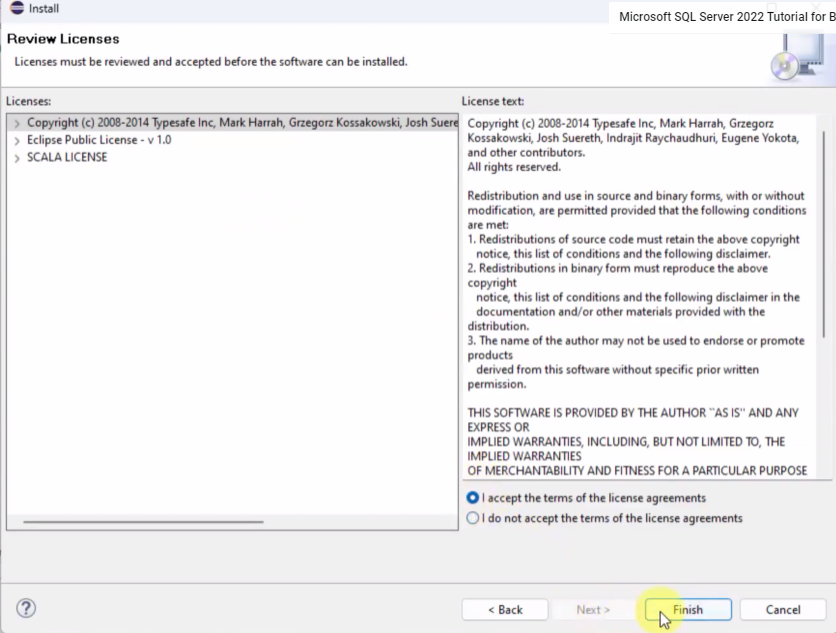 Install
Microsoft SQL Server 2022 Tutorial for B
Review Licenses
Licenses must be reviewed and accepted before the software can be installed.
Licenses:
Copyright (c) 2008-2014 Typesafe Inc, Mark Harrah, Grzegorz Kossakowski, Josh Suere
Eclipse Public License - v 1.0
SCALA LICENSE
License text:
Copyright (c) 2008-2014 Typesafe Inc, Mark Harrah, Grzegorz
Kossakowski, Josh Suereth, Indrajit Raychaudhuri, Eugene Yokota,
and other contributors.
All rights reserved.
Redistribution and use in source and binary forms, with or without
modification, are permitted provided that the following conditions
are met:
1. Redistributions of source code must retain the above copyright
notice, this list of conditions and the following disclaimer.
2. Redistributions in binary form must reproduce the above
copyright
notice, this list of conditions and the following disclaimer in the
documentation and/or other materials provided with the
distribution.
3. The name of the author may not be used to endorse or promote
products
derived from this software without specific prior written
permission.
THIS SOFTWARE IS PROVIDED BY THE AUTHOR ``AS IS'' AND ANY
EXPRESS OR
IMPLIED WARRANTIES, INCLUDING, BUT NOT LIMITED TO, THE
IMPLIED WARRANTIES
OF MERCHANTABILITY AND FITNESS FOR A PARTICULAR PURPOSE
I accept the terms of the license agreements
I do not accept the terms of the license agreements
?
< Back
Next >
Finish
Cancel